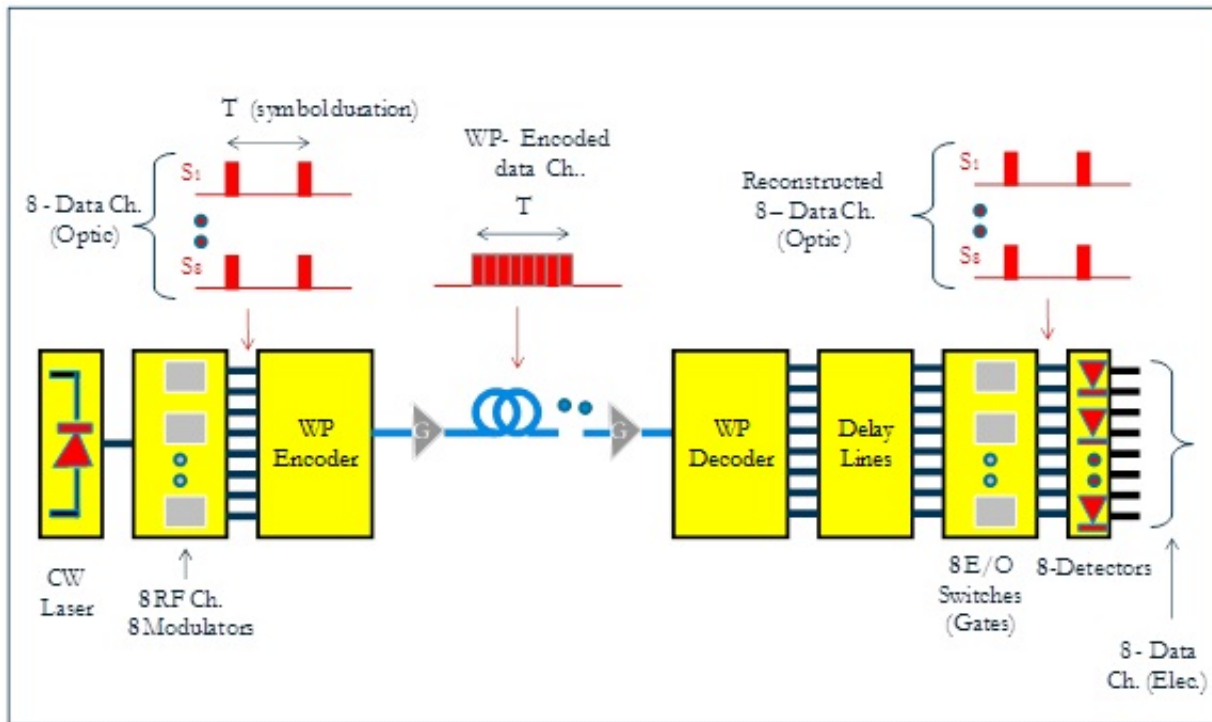 T (symbol duration)
S1
8 - Data Ch.
(Optic)
S8
WP- Encoded
data Ch..
T
Reconstructed
8 – Data Ch.
(Optic)
S1
S8
WP
Encoder
G
G
WP
Decoder
Delay
Lines
CW
Laser
8 RF Ch.
8 Modulators
8 E/O
Switches
(Gates)
8-Detectors
8 - Data
Ch. (Elec.)